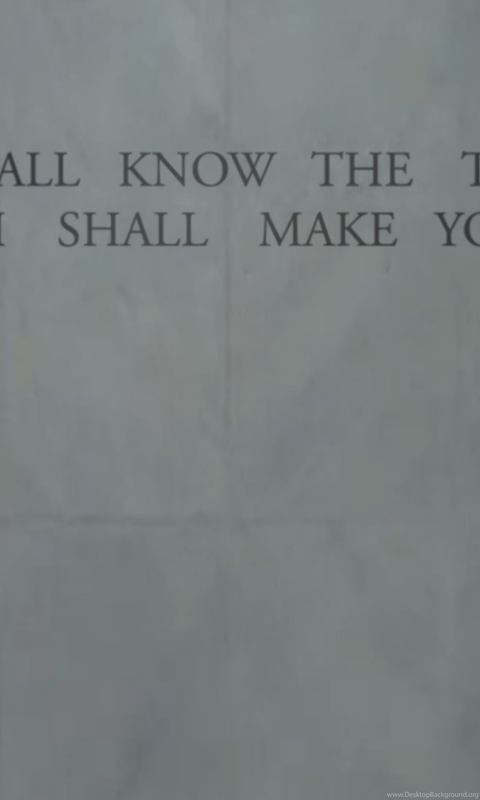 ALL KNOW THE T
SHALL MAKE YO
www.DesktopBackground.org